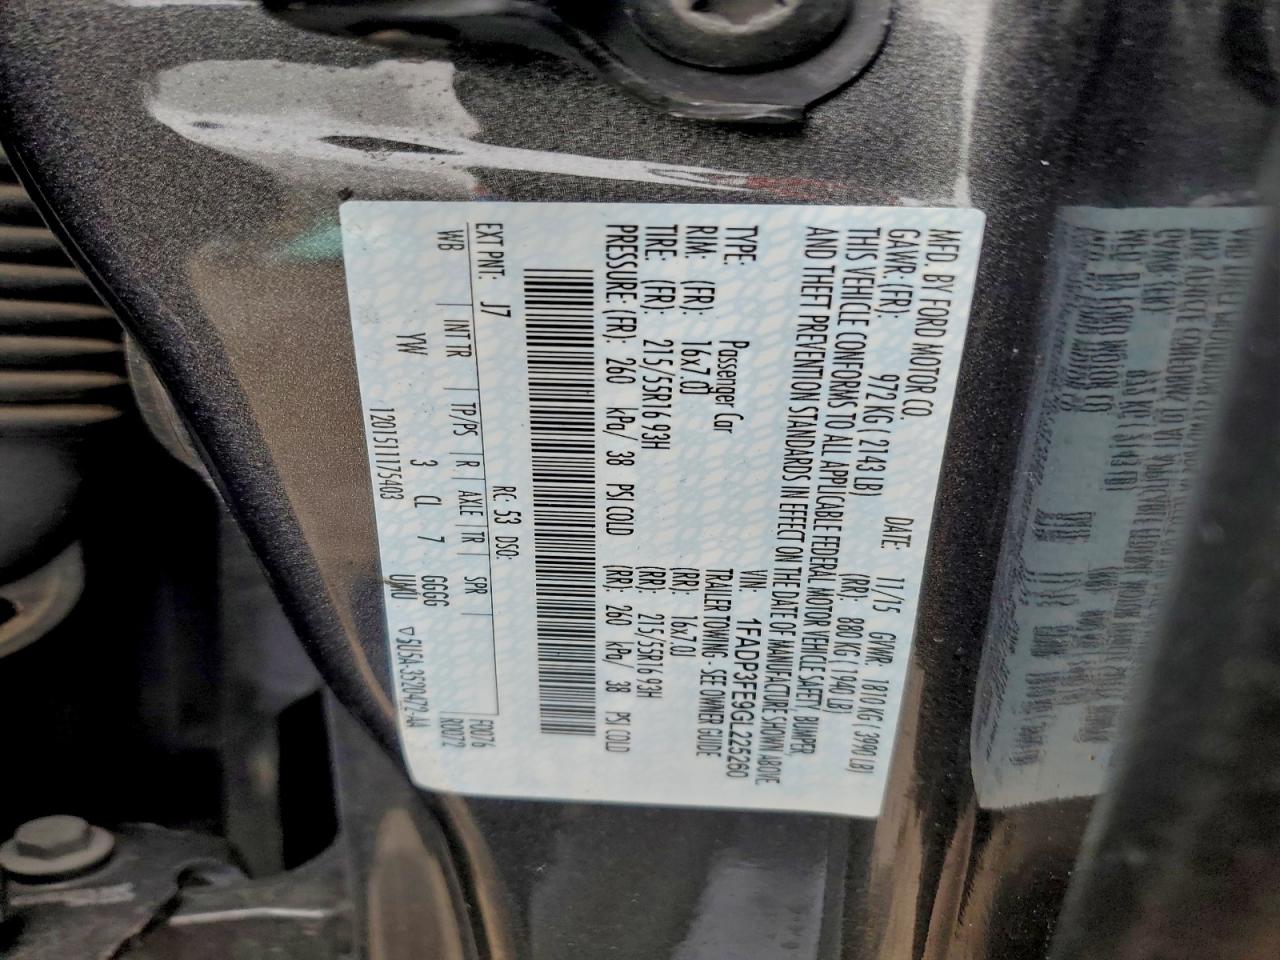 MFD. BY FORD MOTOR CO.
DATE: 11/15 GVWR: 1810 KG ( 3990 LB)
GAWR: (FR): 972 KG ( 2143 LB) (RR): 880 KG ( 1940 LB)
THIS VEHICLE CONFORMS TO ALL APPLICABLE FEDERAL MOTOR VEHICLE SAFETY, BUMPER,
AND THEFT PREVENTION STANDARDS IN EFFECT ON THE DATE OF MANUFACTURE SHOWN ABOVE.
VIN: 1FADP3FE9GL225260
TYPE: Passenger Car TRAILER TOWING - SEE OWNER GUIDE
RIM: (FR): 16x7.0J (RR): 16x7.0J
TIRE: (FR): 215/55R16 93H (RR): 215/55R16 93H
PRESSURE (FR): 260 kPa/ 38 PSI COLD (RR): 260 kPa/ 38 PSI COLD
RC: 53 DSO:
EXT PNT: J7 F0076
WB INT TR TP/PS R AXLE TR SPR R0072
YW 3 CL 7 GGGG
1201511175403 UKU: ▽5U5A-3520472-AA